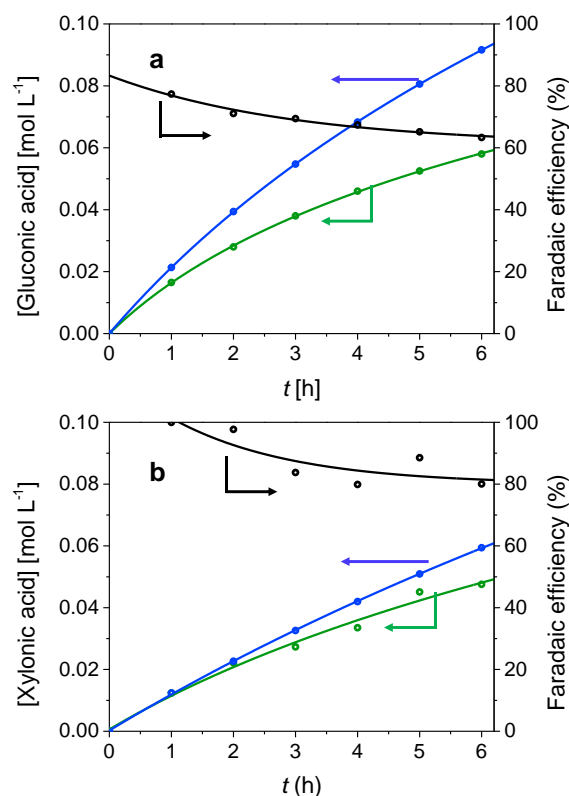 a
[Gluconic acid] [mol L-1]
0.10
0.08
0.06
0.04
0.02
0.00
100
80
60
40
20
0
Faradaic efficiency (%)
0 1 2 3 4 5 6
t [h]
b
[Xylonic acid] [mol L-1]
0.10
0.08
0.06
0.04
0.02
0.00
100
80
60
40
20
0
Faradaic efficiency (%)
0 1 2 3 4 5 6
t (h)